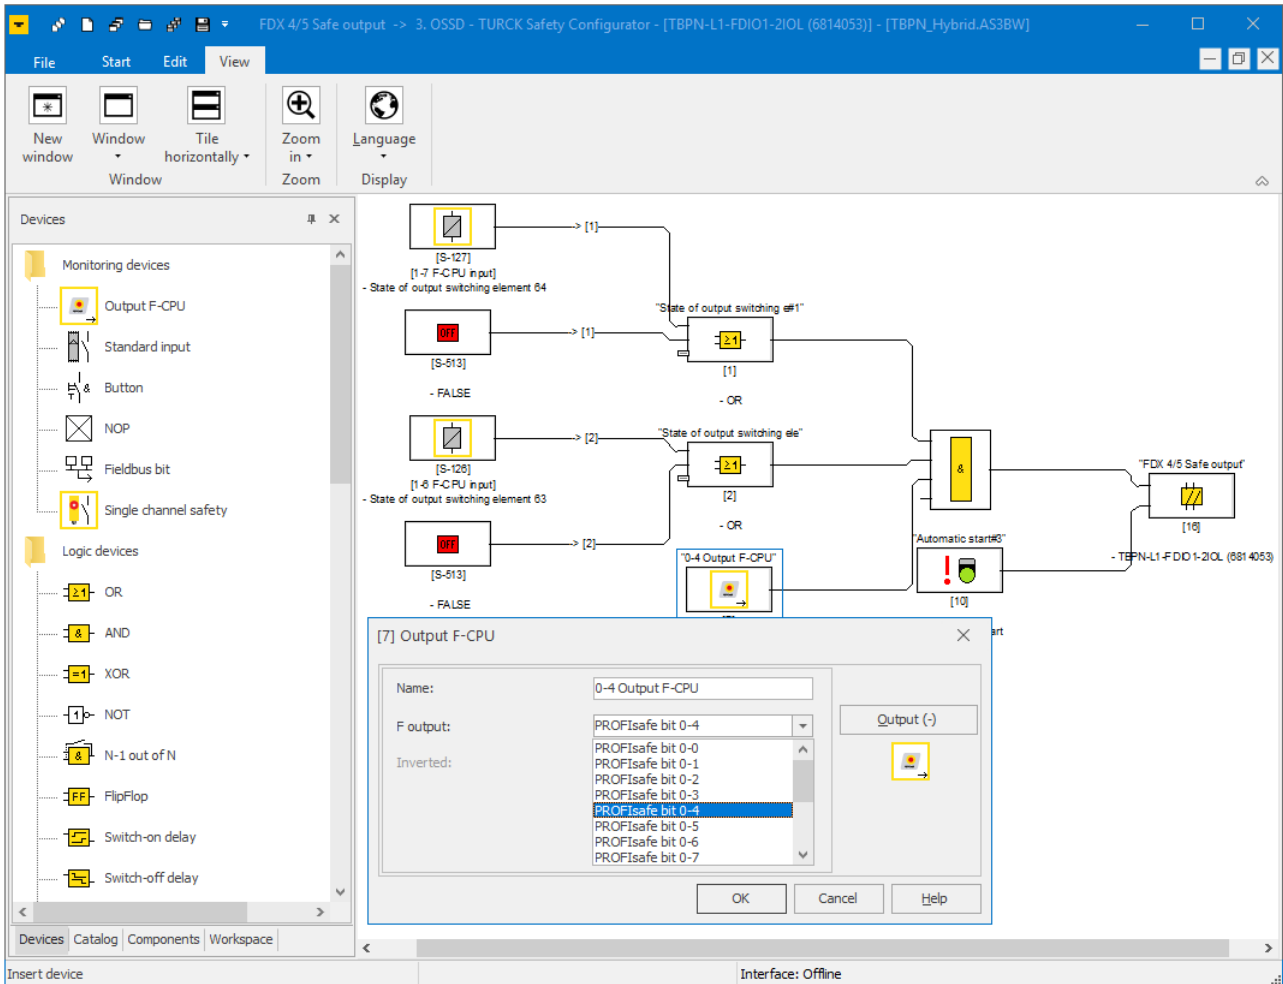 FDX 4/5 Safe output -> 3. OSSD - TURCK Safety Configurator - [TBPN-L1-FDIO1-2IOL (6814053)] - [TBPN_Hybrid.AS3BW]
File Start Edit View
New window
Window
Tile horizontally
Zoom in
Language
Window
Zoom
Display
Devices
Monitoring devices
Output F-CPU
Standard input
Button
NOP
Fieldbus bit
Single channel safety
Logic devices
OR
AND
XOR
NOT
N-1 out of N
FlipFlop
Switch-on delay
Switch-off delay
Devices Catalog Components Workspace
Insert device
Interface: Offline
-> [1]
[S-127]
[1-7 F-CPU input]
- State of output switching element 64
"State of output switching e#1"
OFF
-> [1]
≥1
[S-513]
[1]
- FALSE
- OR
-> [2]
"State of output switching ele"
[S-126]
[1-6 F-CPU input]
- State of output switching element 63
≥1
[2]
- OR
&
"FDX 4/5 Safe output"
[16]
- TBPN-L1-FDIO1-2IOL (6814053)
OFF
-> [2]
[S-513]
- FALSE
"0-4 Output F-CPU"
"Automatic start#3"
[10]
art
[7] Output F-CPU
Name:
0-4 Output F-CPU
F output:
PROFIsafe bit 0-4
Inverted:
PROFIsafe bit 0-0
PROFIsafe bit 0-1
PROFIsafe bit 0-2
PROFIsafe bit 0-3
PROFIsafe bit 0-4
PROFIsafe bit 0-5
PROFIsafe bit 0-6
PROFIsafe bit 0-7
Output (-)
OK Cancel Help